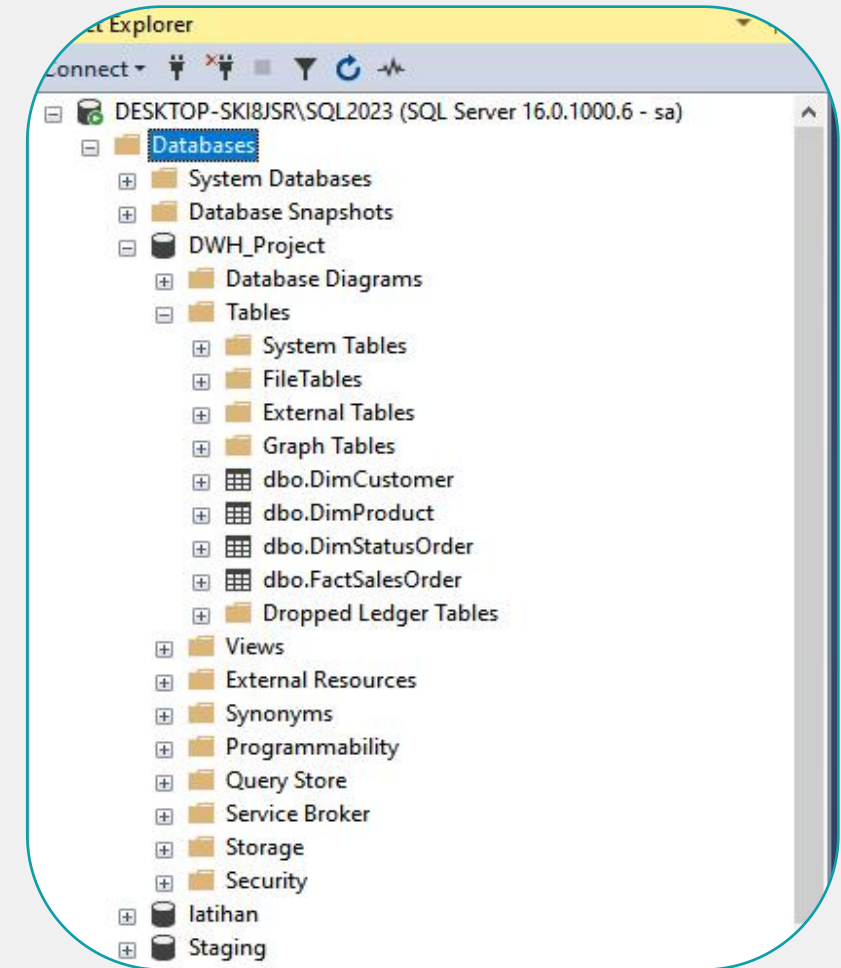 Explorer
Connect
DESKTOP-SKI8JSR\SQL2023 (SQL Server 16.0.1000.6 - sa)
Databases
System Databases
Database Snapshots
DWH_Project
Database Diagrams
Tables
System Tables
FileTables
External Tables
Graph Tables
dbo.DimCustomer
dbo.DimProduct
dbo.DimStatusOrder
dbo.FactSalesOrder
Dropped Ledger Tables
Views
External Resources
Synonyms
Programmability
Query Store
Service Broker
Storage
Security
latihan
Staging